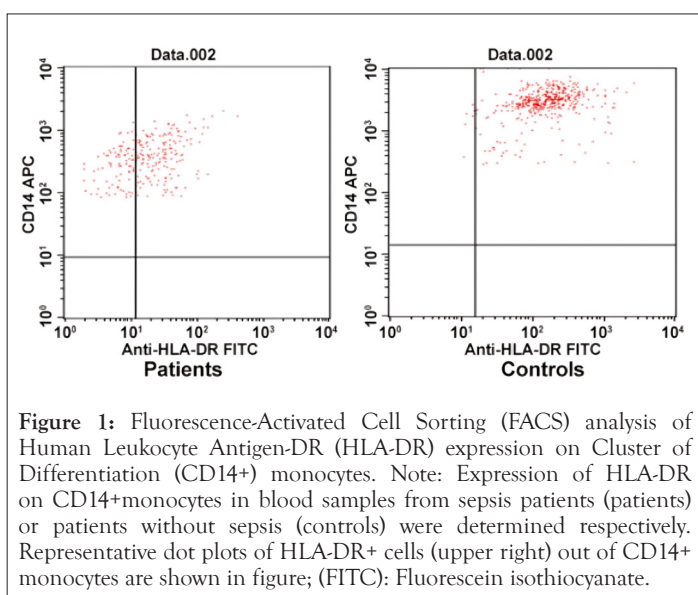 Data.002
10⁴
10³
10²
10¹
10⁰
CD14 APC
10⁰ 10¹ 10² 10³ 10⁴
Anti-HLA-DR FITC
Patients
Data.002
10⁴
10³
10²
10¹
10⁰
CD14 APC
10⁰ 10¹ 10² 10³ 10⁴
Anti-HLA-DR FITC
Controls
Figure 1: Fluorescence-Activated Cell Sorting (FACS) analysis of
Human Leukocyte Antigen-DR (HLA-DR) expression on Cluster of
Differentiation (CD14+) monocytes. Note: Expression of HLA-DR
on CD14+monocytes in blood samples from sepsis patients (patients)
or patients without sepsis (controls) were determined respectively.
Representative dot plots of HLA-DR+ cells (upper right) out of CD14+
monocytes are shown in figure; (FITC): Fluorescein isothiocyanate.